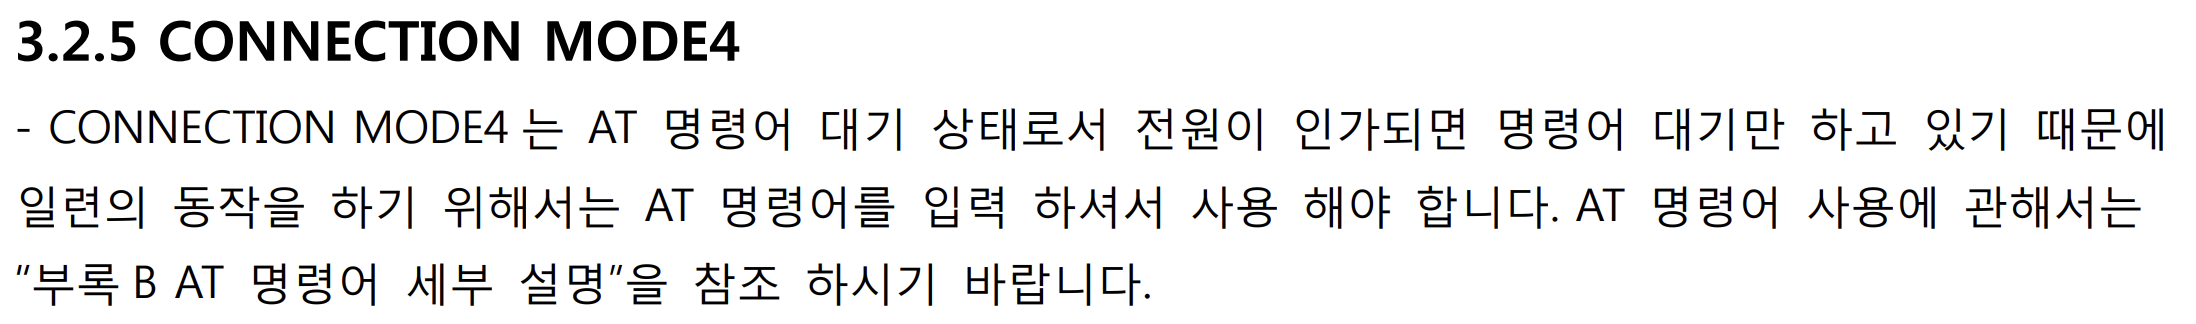 3.2.5 CONNECTION MODE4
- CONNECTION MODE4 는 AT 명령어 대기 상태로서 전원이 인가되면 명령어 대기만 하고 있기 때문에
일련의 동작을 하기 위해서는 AT 명령어를 입력 하셔서 사용 해야 합니다. AT 명령어 사용에 관해서는
"부록 B AT 명령어 세부 설명"을 참조 하시기 바랍니다.